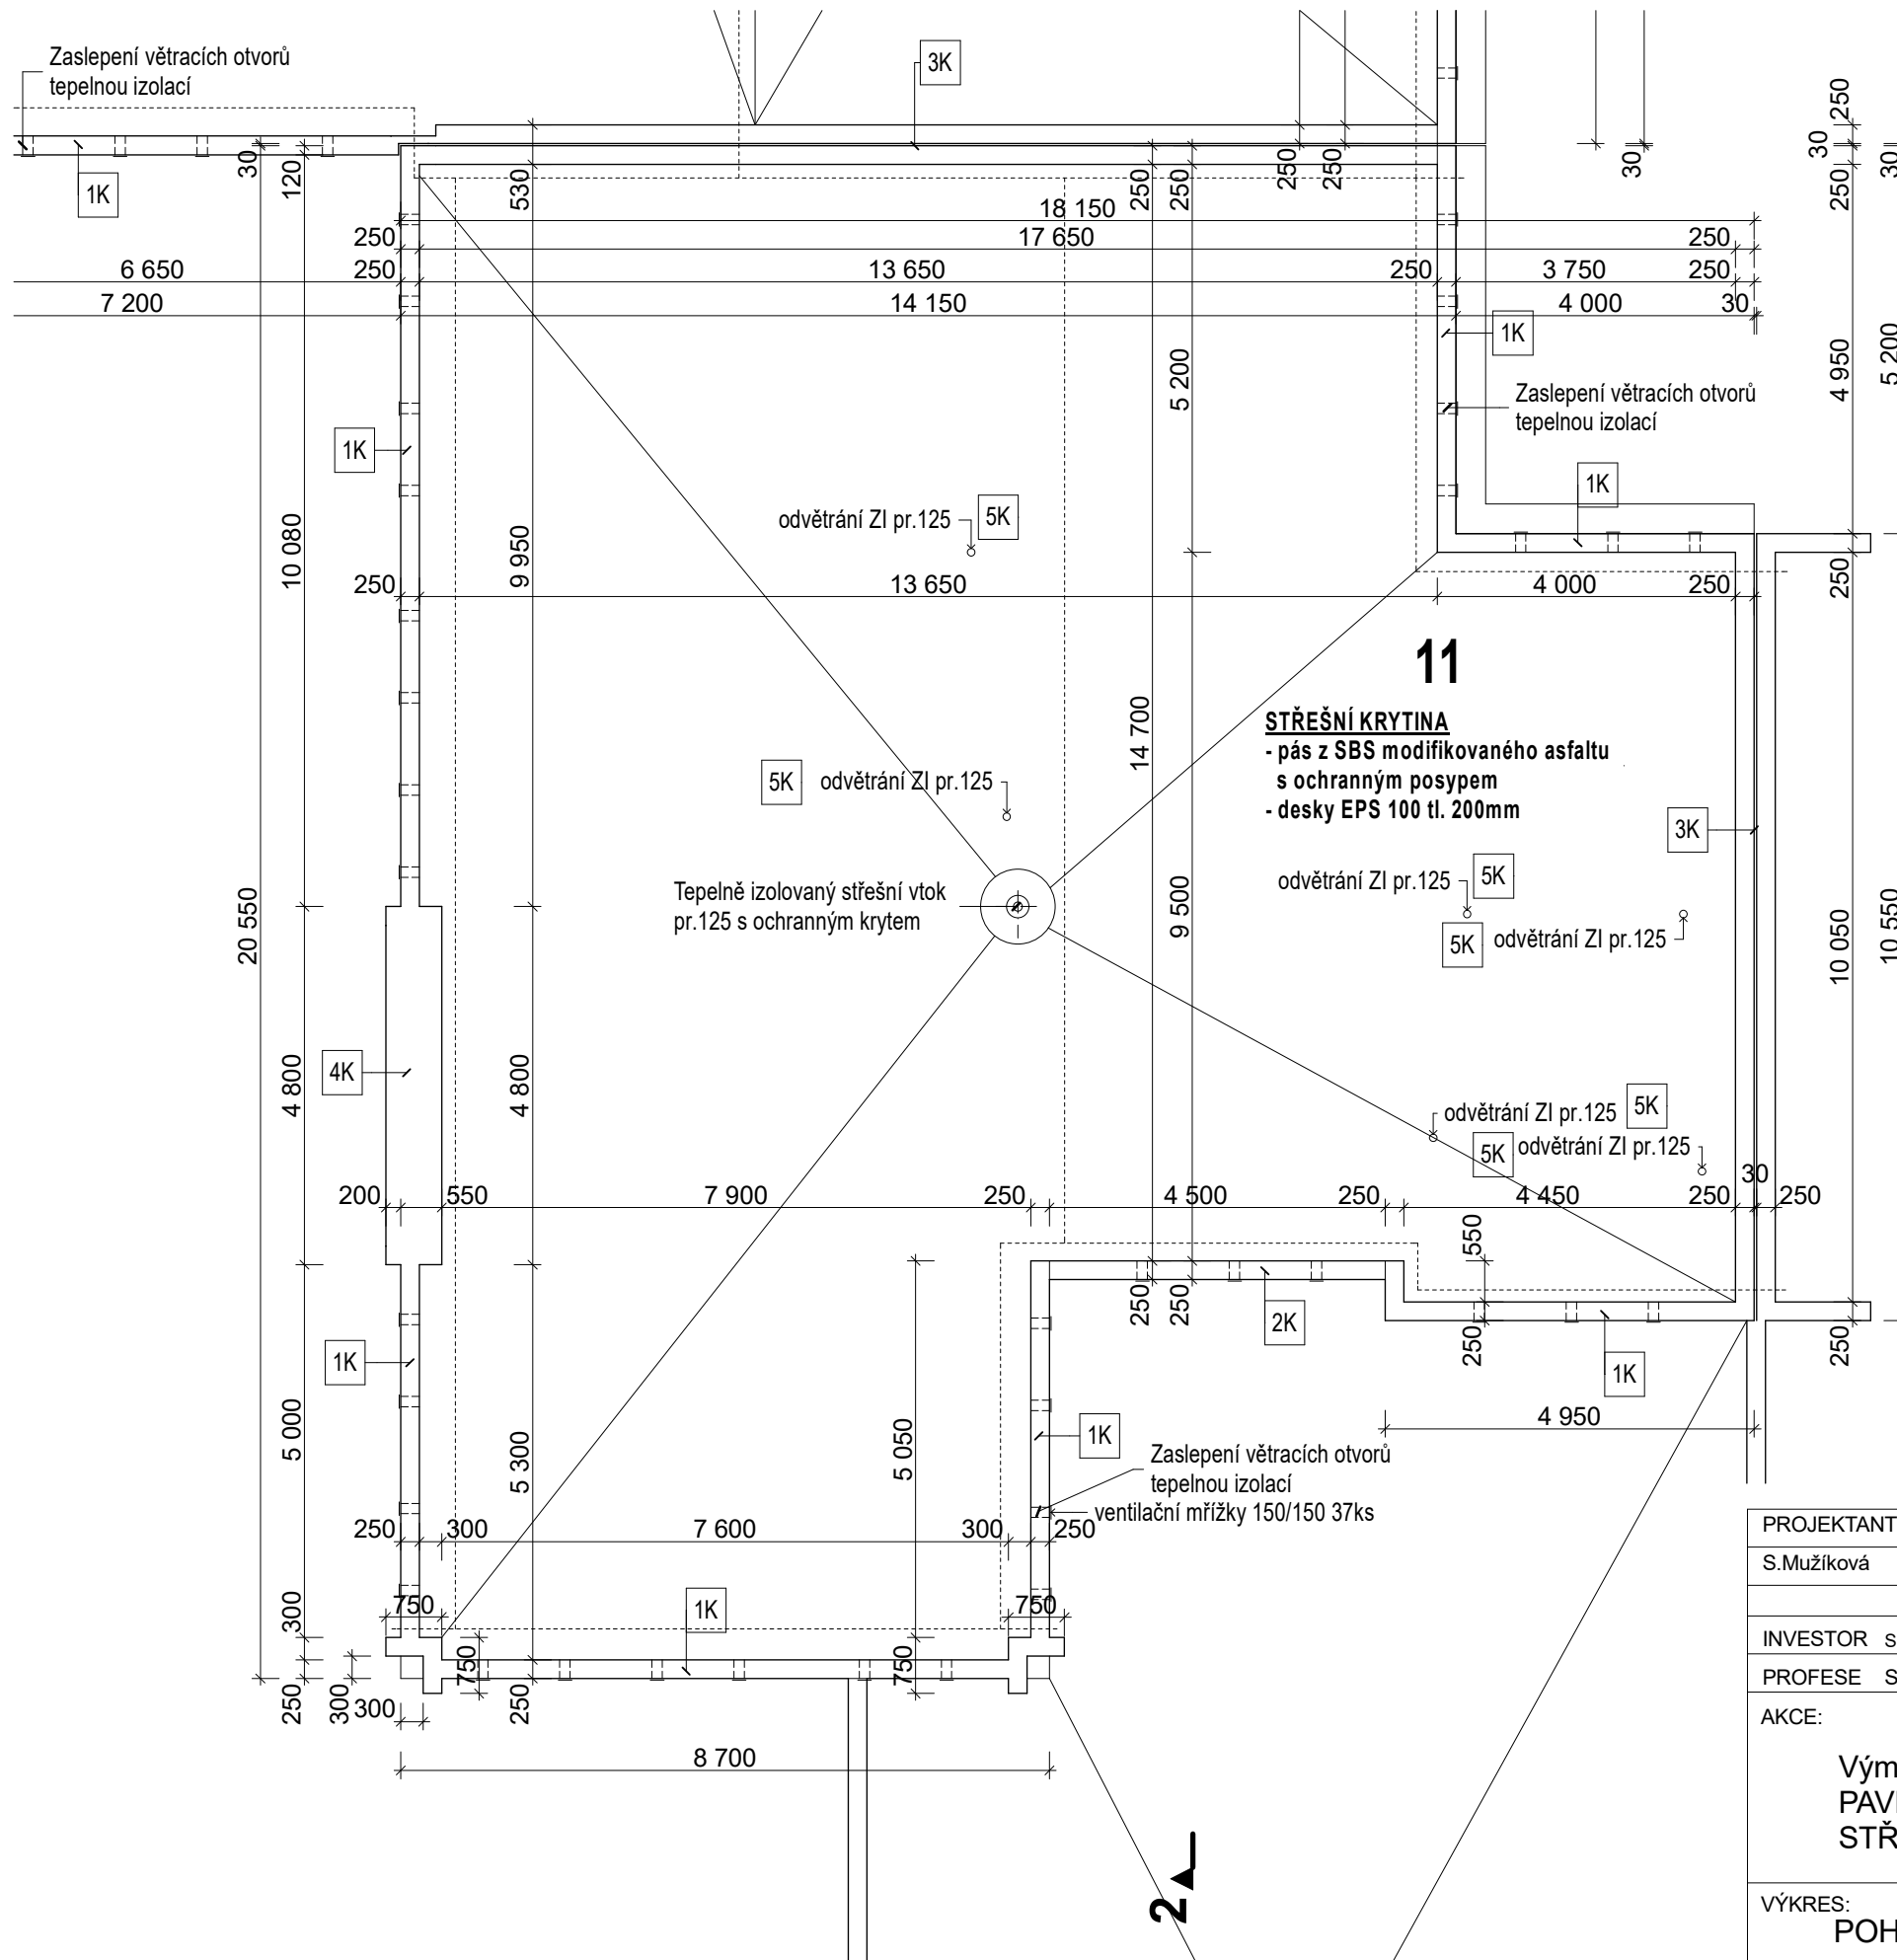 Zaslepení větracích otvorů
tepelnou izolací
3K
1K
30
120
530
250
250
250
250
30
250
30
250
30
18 150
250
17 650
250
6 650
250
13 650
250
3 750
250
7 200
14 150
4 000
30
1K
5 200
4 950
5 200
Zaslepení větracích otvorů
tepelnou izolací
1K
1K
odvětrání ZI pr.125
5K
10 080
9 950
250
13 650
4 000
250
250
11
STŘEŠNÍ KRYTINA
- pás z SBS modifikovaného asfaltu
s ochranným posypem
- desky EPS 100 tl. 200mm
14 700
5K
odvětrání ZI pr.125
3K
Tepelně izolovaný střešní vtok
pr.125 s ochranným krytem
9 500
odvětrání ZI pr.125
5K
5K
odvětrání ZI pr.125
20 550
10 050
10 550
4K
4 800
4 800
odvětrání ZI pr.125
5K
5K
odvětrání ZI pr.125
200
550
7 900
250
4 500
250
4 450
250
30
250
550
250
250
2K
250
1K
250
1K
5 000
5 300
5 050
4 950
1K
Zaslepení větracích otvorů
tepelnou izolací
ventilační mřížky 150/150 37ks
250
300
7 600
300
250
300
750
1K
750
750
750
250
300
300
250
8 700
2
PROJEKTANT
S.Mužíková
INVESTOR S
PROFESE S
AKCE:
Vým
PAV
STŘ
VÝKRES:
POH